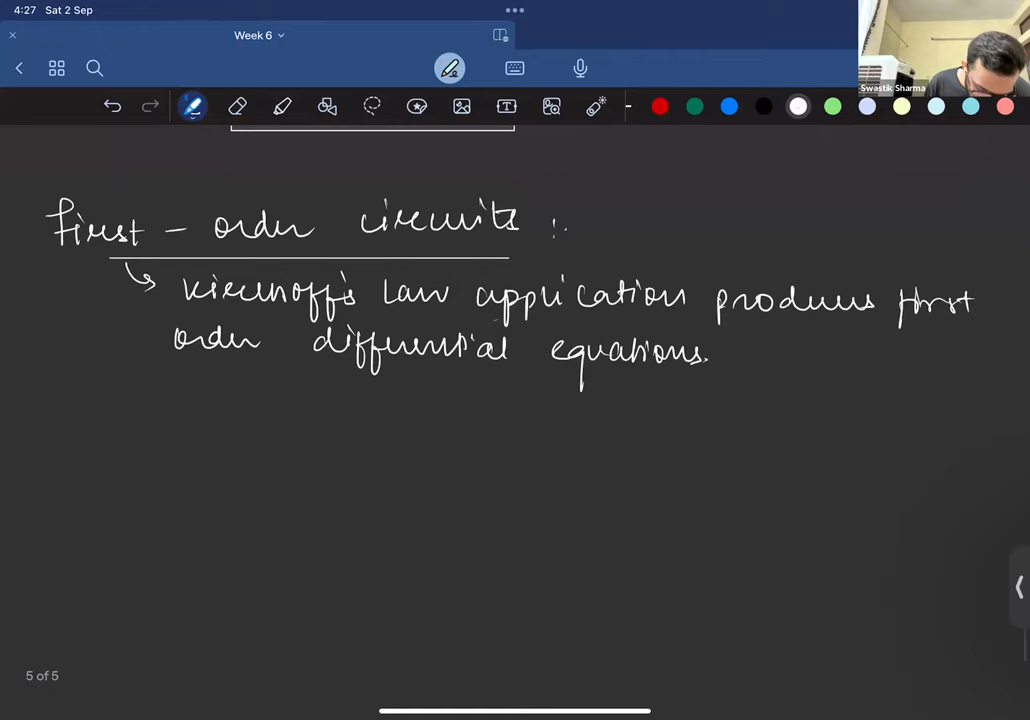 4:27 Sat 2 Sep
Week 6
Swastik Sharma
First - order circuits :
Kirchhoff's Law application produces first
order differential equations.
5 of 5